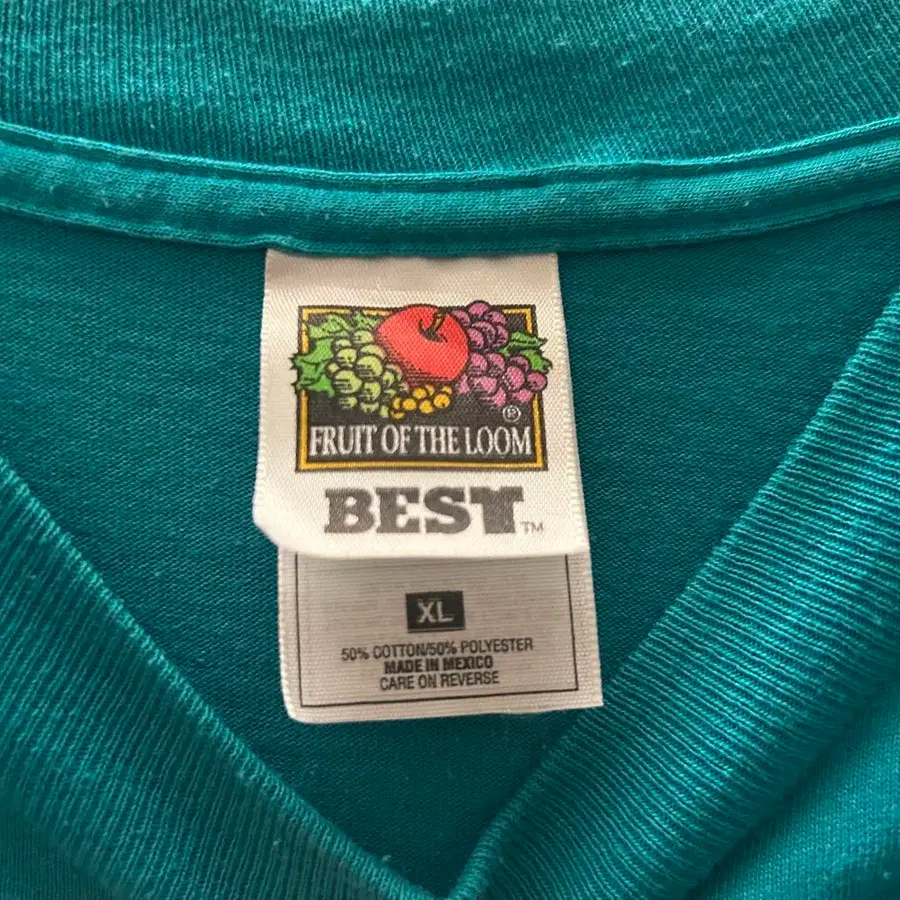 ®
FRUIT OF THE LOOM
BEST™
XL
50% COTTON/50% POLYESTER
MADE IN MEXICO
CARE ON REVERSE